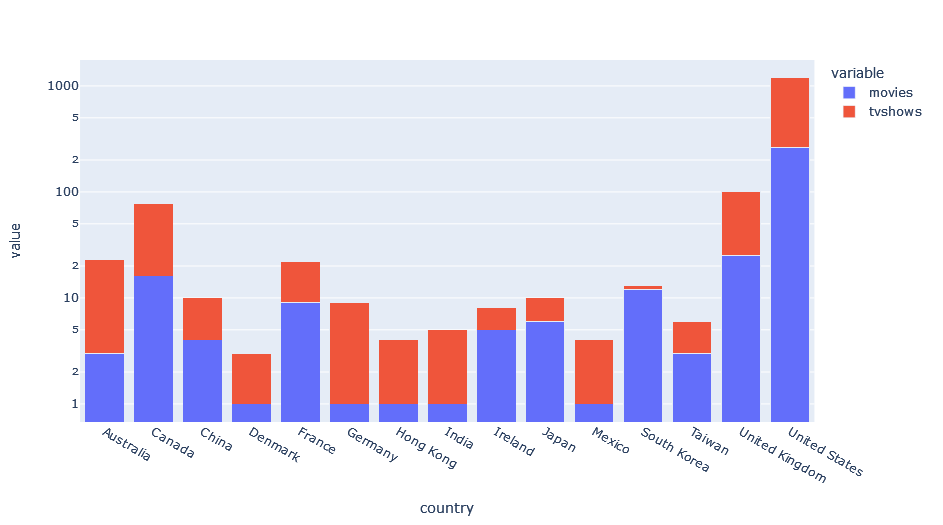 variable
movies
tvshows
value
1000
5
2
100
5
2
10
5
2
1
Australia
Canada
China
Denmark
France
Germany
Hong Kong
India
Ireland
Japan
Mexico
South Korea
Taiwan
United Kingdom
United States
country